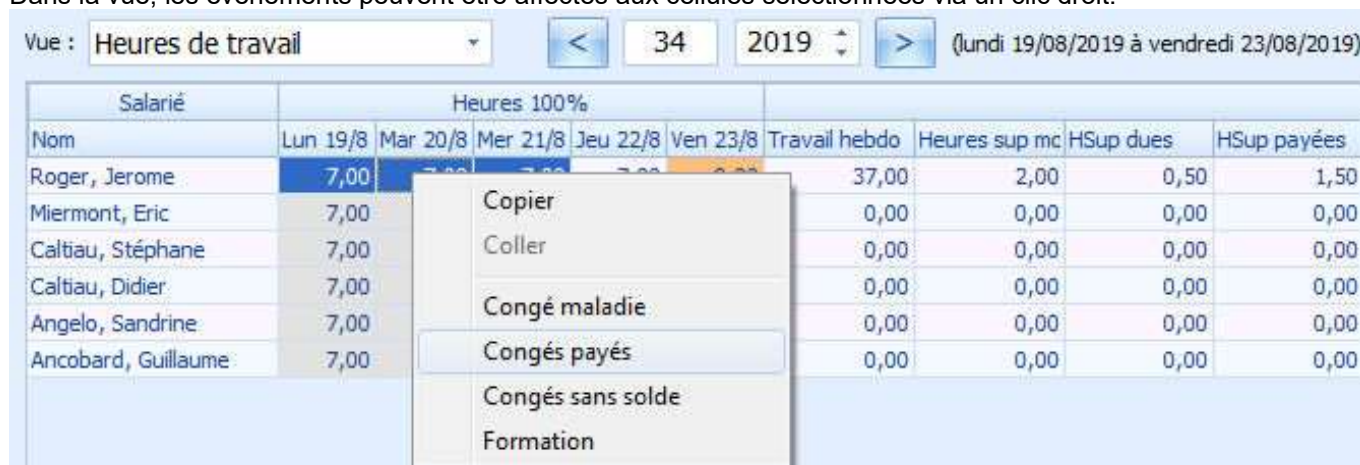 Dans la vue, les événements peuvent être affectés aux cellules sélectionnées via un clic droit.
Vue : Heures de travail < 34 2019 > (lundi 19/08/2019 à vendredi 23/08/2019)
Salarié Heures 100%
Nom Lun 19/8 Mar 20/8 Mer 21/8 Jeu 22/8 Ven 23/8 Travail hebdo Heures sup mc HSup dues HSup payées
Roger, Jerome 7,00 37,00 2,00 0,50 1,50
Copier
Miermont, Eric 7,00 0,00 0,00 0,00 0,00
Coller
Caltiau, Stéphane 7,00 0,00 0,00 0,00 0,00
Caltiau, Didier 7,00 0,00 0,00 0,00 0,00
Congé maladie
Angelo, Sandrine 7,00 0,00 0,00 0,00 0,00
Congés payés
Ancobard, Guillaume 7,00 0,00 0,00 0,00 0,00
Congés sans solde
Formation